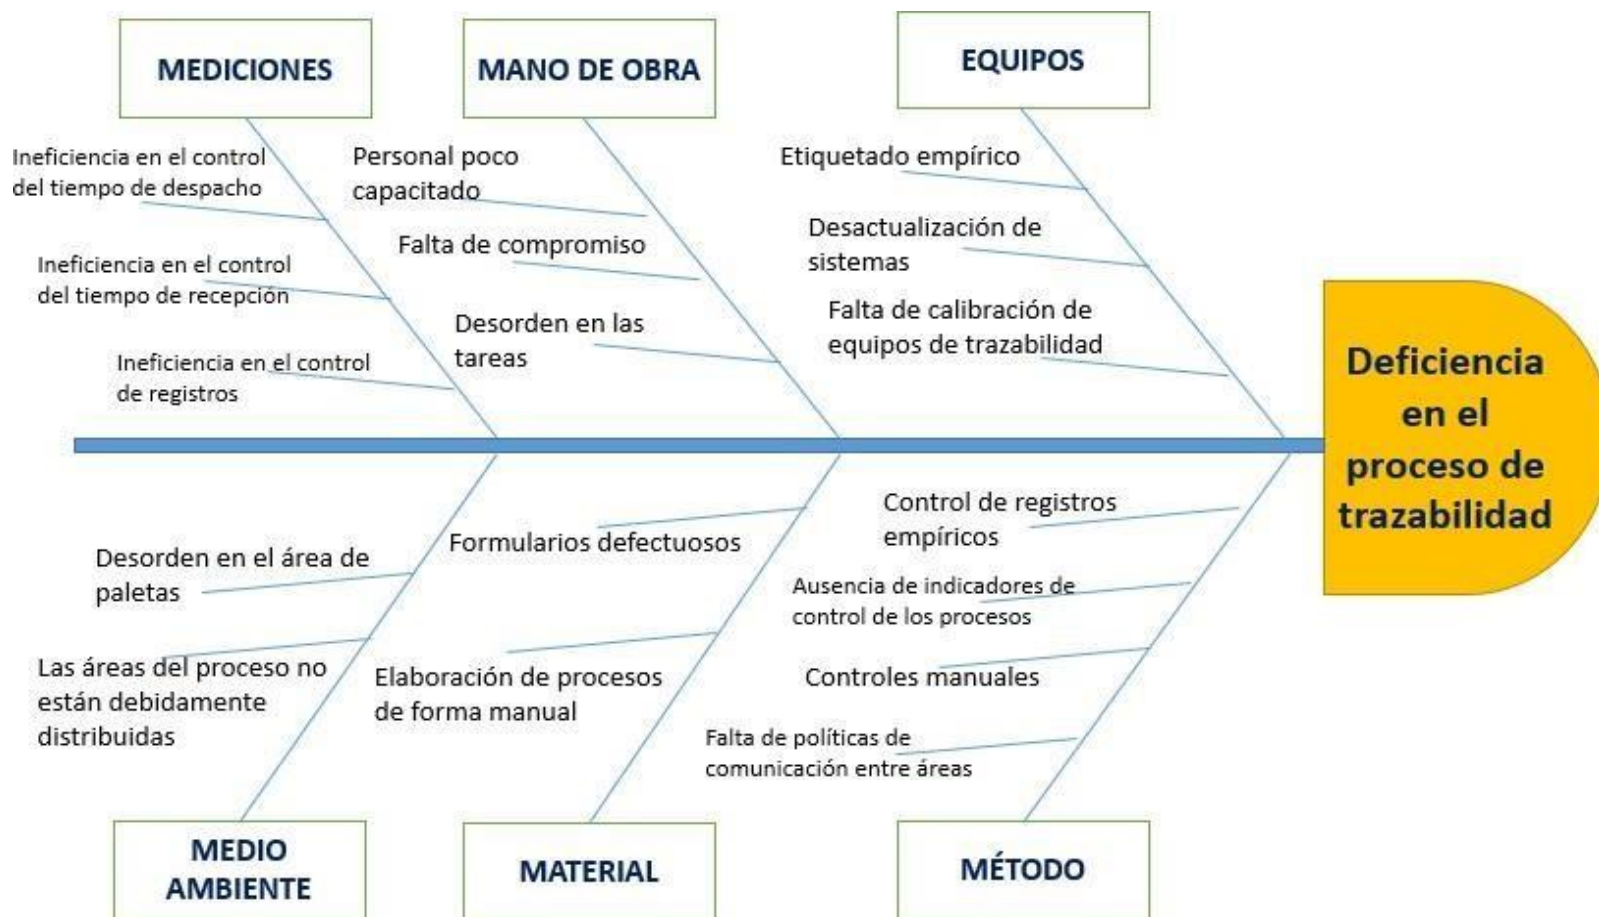 MEDICIONES
MANO DE OBRA
EQUIPOS
Ineficiencia en el control
del tiempo de despacho
Ineficiencia en el control
del tiempo de recepción
Ineficiencia en el control
de registros
Personal poco
capacitado
Falta de compromiso
Desorden en las
tareas
Etiquetado empírico
Desactualización de
sistemas
Falta de calibración de
equipos de trazabilidad
Deficiencia
en el
proceso de
trazabilidad
Desorden en el área de
paletas
Las áreas del proceso no
están debidamente
distribuidas
Formularios defectuosos
Elaboración de procesos
de forma manual
Control de registros
empíricos
Ausencia de indicadores de
control de los procesos
Controles manuales
Falta de políticas de
comunicación entre áreas
MEDIO
AMBIENTE
MATERIAL
MÉTODO